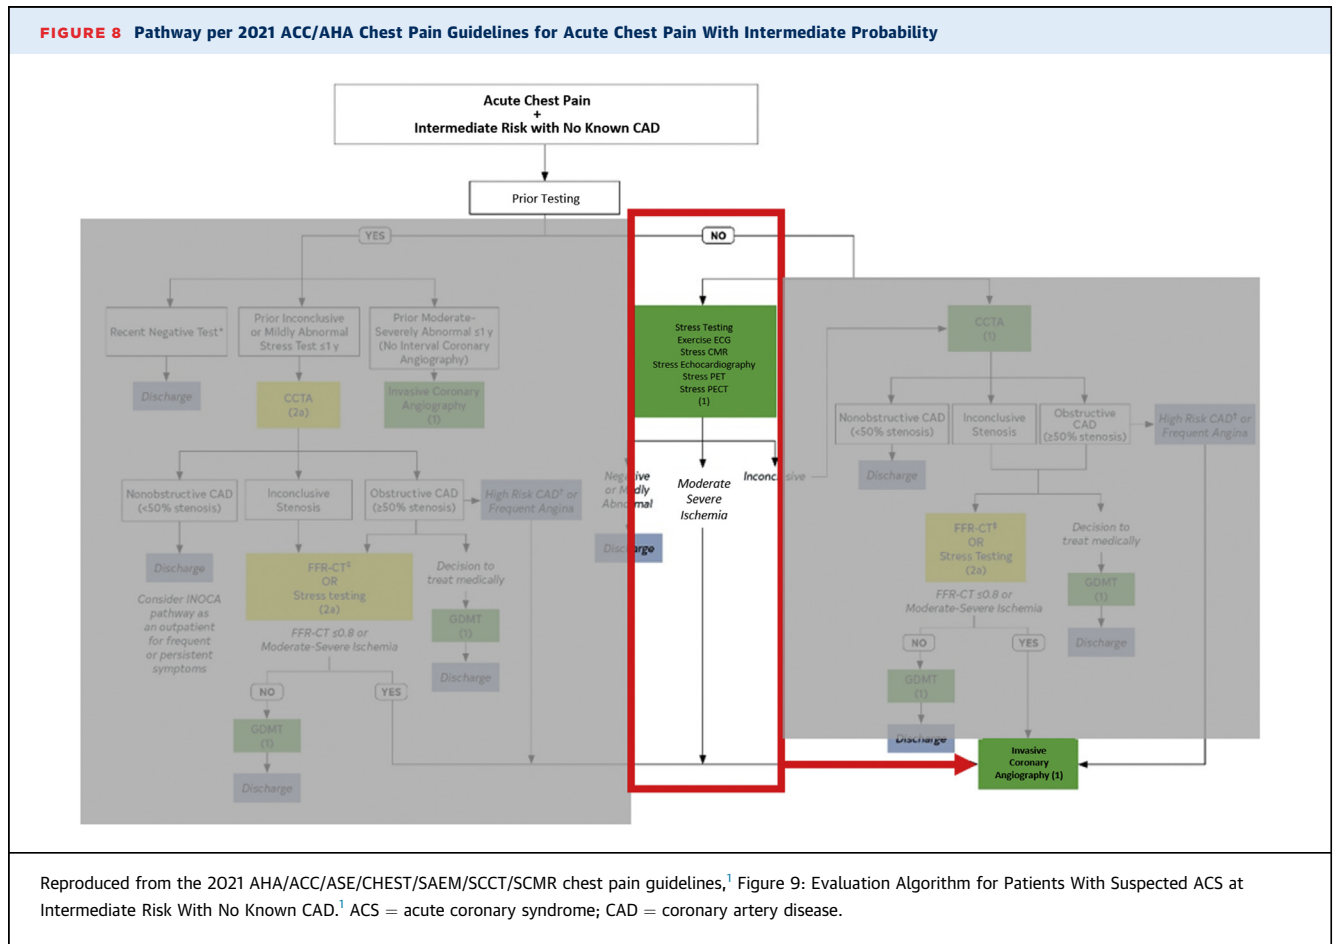 FIGURE 8 Pathway per 2021 ACC/AHA Chest Pain Guidelines for Acute Chest Pain With Intermediate Probability
Acute Chest Pain
+
Intermediate Risk with No Known CAD
Prior Testing
YES
NO
Recent Negative Test*
Prior Inconclusive
or Mildly Abnormal
Stress Test ≤1 y
Prior Moderate-
Severely Abnormal ≤1 y
(No Interval Coronary
Angiography)
Discharge
CCTA
(2a)
Invasive Coronary
Angiography
(1)
Nonobstructive CAD
(<50% stenosis)
Inconclusive
Stenosis
Obstructive CAD
(≥50% stenosis)
High Risk CAD† or
Frequent Angina
Discharge
Consider INOCA
pathway as
an outpatient
for frequent
or persistent
symptoms
FFR-CT‡
OR
Stress testing
(2a)
Decision to
treat medically
GDMT
(1)
Discharge
FFR-CT ≤0.8 or
Moderate-Severe Ischemia
NO
YES
GDMT
(1)
Discharge
Stress Testing
Exercise ECG
Stress CMR
Stress Echocardiography
Stress PET
Stress PECT
(1)
Negative
or Mildly
Abnormal
Discharge
Moderate
Severe
Ischemia
Inconclusive
CCTA
(1)
Nonobstructive CAD
(<50% stenosis)
Inconclusive
Stenosis
Obstructive
CAD
(≥50% stenosis)
High Risk CAD† or
Frequent Angina
Discharge
FFR-CT‡
OR
Stress Testing
(2a)
Decision to
treat medically
GDMT
(1)
Discharge
FFR-CT ≤0.8 or
Moderate-Severe Ischemia
NO
YES
GDMT
(1)
Discharge
Invasive
Coronary
Angiography (1)
Reproduced from the 2021 AHA/ACC/ASE/CHEST/SAEM/SCCT/SCMR chest pain guidelines,1 Figure 9: Evaluation Algorithm for Patients With Suspected ACS at
Intermediate Risk With No Known CAD.1 ACS = acute coronary syndrome; CAD = coronary artery disease.